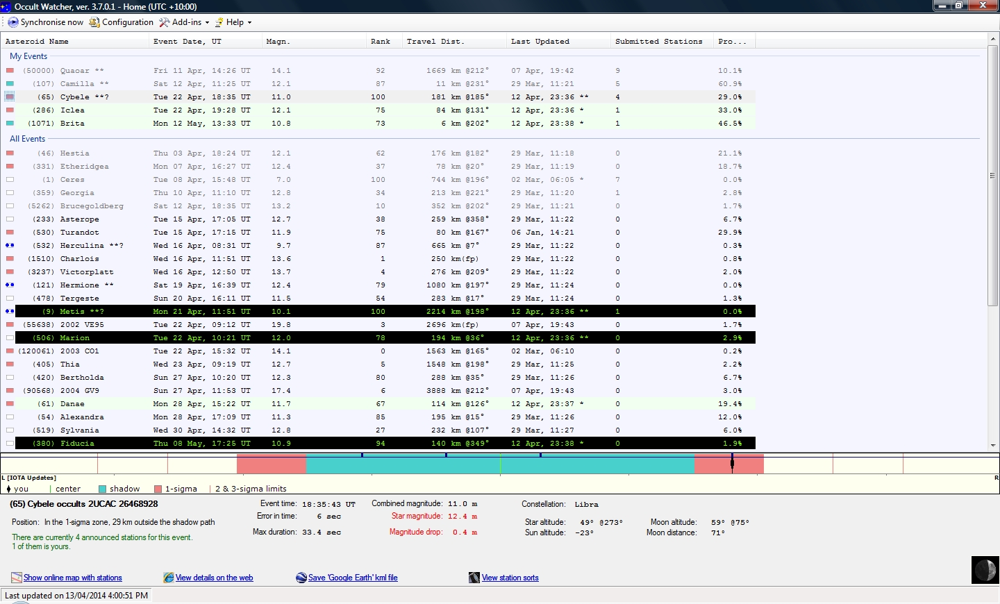 Occult Watcher, ver. 3.7.0.1 - Home (UTC +10:00)
Synchronise now Configuration Add-ins Help
Asteroid Name Event Date, UT Magn. Rank Travel Dist. Last Updated Submitted Stations Pro...
My Events
(50000) Quaoar ** Fri 11 Apr, 14:26 UT 14.1 92 1669 km @212° 07 Apr, 19:42 9 10.1%
(107) Camilla ** Sat 12 Apr, 11:25 UT 12.1 87 11 km @231° 29 Mar, 11:21 5 60.9%
(65) Cybele **? Tue 22 Apr, 18:35 UT 11.0 100 181 km @185° 12 Apr, 23:36 ** 4 29.0%
(286) Iclea Tue 22 Apr, 19:28 UT 12.1 75 84 km @131° 12 Apr, 23:36 * 1 33.0%
(1071) Brita Mon 12 May, 13:33 UT 10.8 73 6 km @202° 12 Apr, 23:38 * 1 46.5%
All Events
(46) Hestia Thu 03 Apr, 18:24 UT 12.1 62 176 km @182° 29 Mar, 11:18 0 21.1%
(331) Etheridgea Mon 07 Apr, 16:27 UT 12.4 37 78 km @20° 29 Mar, 11:19 0 18.7%
(1) Ceres Tue 08 Apr, 15:48 UT 7.0 100 744 km @196° 02 Mar, 06:05 * 7 0.0%
(359) Georgia Thu 10 Apr, 11:10 UT 12.8 34 213 km @221° 29 Mar, 11:20 1 2.8%
(5262) Brucegoldberg Sat 12 Apr, 18:35 UT 13.2 10 352 km @202° 29 Mar, 11:21 0 1.7%
(233) Asterope Tue 15 Apr, 17:05 UT 12.7 38 259 km @358° 29 Mar, 11:22 0 6.7%
(530) Turandot Tue 15 Apr, 17:15 UT 11.9 75 80 km @167° 06 Jan, 14:21 0 29.9%
(532) Herculina **? Wed 16 Apr, 08:31 UT 9.7 87 665 km @7° 29 Mar, 11:22 0 0.3%
(1510) Charlois Wed 16 Apr, 11:51 UT 13.6 1 250 km(fp) 29 Mar, 11:22 0 0.8%
(3237) Victorplatt Wed 16 Apr, 12:50 UT 13.7 4 276 km @209° 29 Mar, 11:22 0 2.0%
(121) Hermione ** Sat 19 Apr, 16:39 UT 12.4 79 1080 km @197° 29 Mar, 11:24 0 0.0%
(478) Tergeste Sun 20 Apr, 16:11 UT 11.5 54 283 km @17° 29 Mar, 11:24 0 1.3%
(9) Metis **? Mon 21 Apr, 11:51 UT 10.1 100 2214 km @198° 12 Apr, 23:36 ** 1 0.0%
(55638) 2002 VE95 Tue 22 Apr, 09:12 UT 19.8 3 2696 km(fp) 07 Apr, 19:43 0 1.7%
(506) Marion Tue 22 Apr, 10:21 UT 12.0 78 194 km @36° 12 Apr, 23:36 ** 0 2.9%
(120061) 2003 CO1 Tue 22 Apr, 15:32 UT 14.1 0 1563 km @165° 02 Mar, 06:10 0 0.2%
(405) Thia Wed 23 Apr, 09:19 UT 12.7 5 1548 km @198° 29 Mar, 11:25 0 2.2%
(420) Bertholda Sun 27 Apr, 10:20 UT 12.3 80 288 km @35° 29 Mar, 11:26 0 6.7%
(90568) 2004 GV9 Sun 27 Apr, 11:53 UT 17.4 6 3888 km @212° 07 Apr, 19:43 0 3.0%
(61) Danae Mon 28 Apr, 15:22 UT 11.7 67 114 km @126° 12 Apr, 23:37 * 0 19.4%
(54) Alexandra Mon 28 Apr, 17:09 UT 11.3 85 195 km @15° 29 Mar, 11:26 0 12.0%
(519) Sylvania Wed 30 Apr, 14:32 UT 12.8 27 232 km @107° 29 Mar, 11:27 0 6.0%
(380) Fiducia Thu 08 May, 17:25 UT 10.9 94 140 km @349° 12 Apr, 23:38 * 0 1.9%
L [IOTA Updates] R
you center shadow 1-sigma 2 & 3-sigma limits
(65) Cybele occults 2UCAC 26468928 Event time: 18:35:43 UT Combined magnitude: 11.0 m Constellation: Libra
Error in time: 6 sec Star magnitude: 12.4 m
Position: In the 1-sigma zone, 29 km outside the shadow path Star altitude: 49° @273° Moon altitude: 59° @75°
Max duration: 33.4 sec Magnitude drop: 0.4 m Sun altitude: -23° Moon distance: 71°
There are currently 4 announced stations for this event.
1 of them is yours.
Show online map with stations View details on the web Save 'Google Earth' kml file View station sorts
Last updated on 13/04/2014 4:00:51 PM